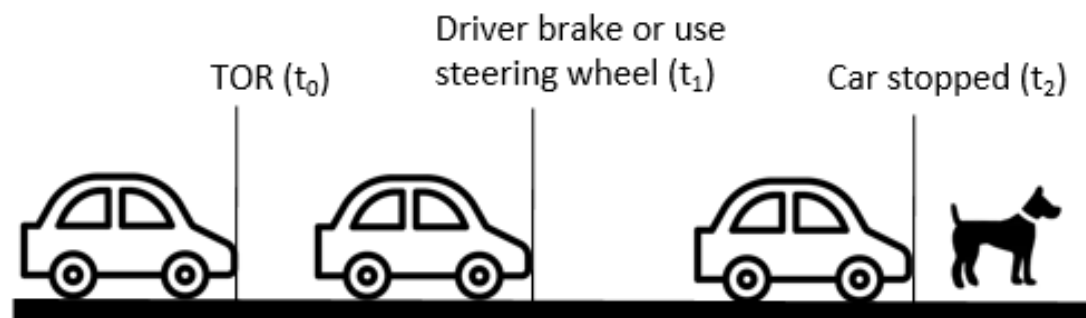 Driver brake or use
TOR (t₀)
steering wheel (t₁)
Car stopped (t₂)